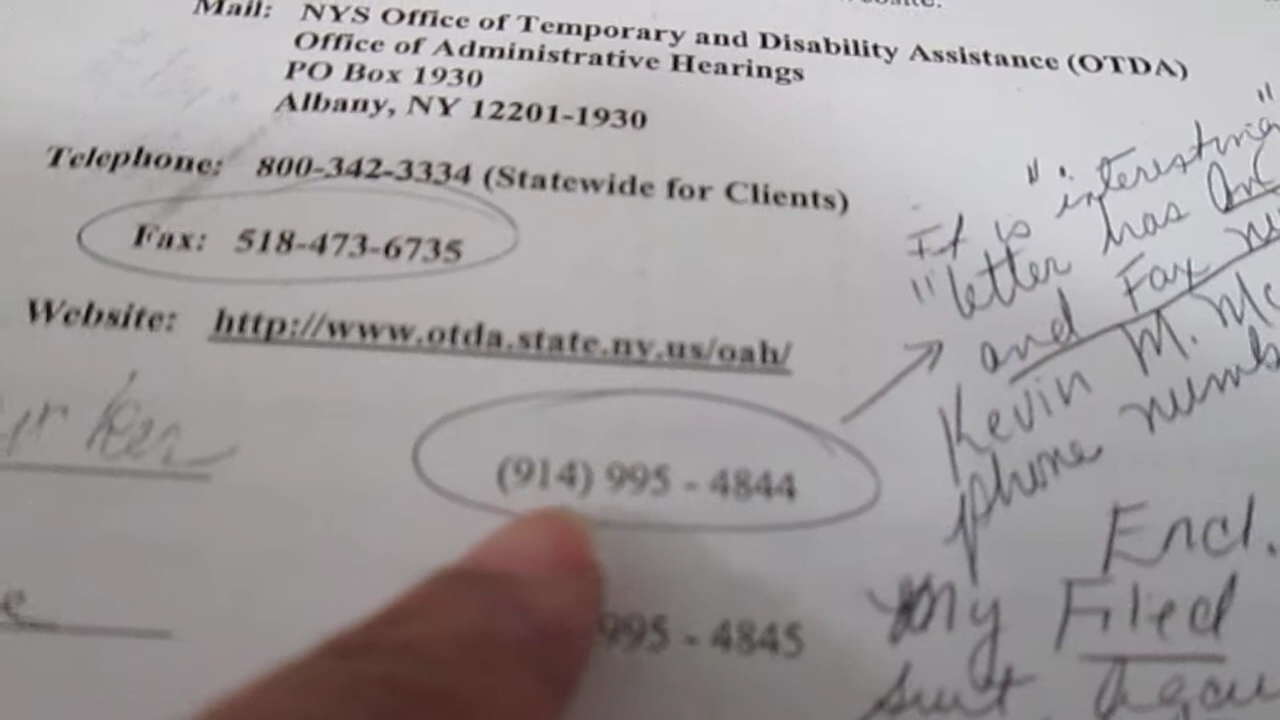 Mail: NYS Office of Temporary and Disability Assistance (OTDA)
Office of Administrative Hearings
PO Box 1930
Albany, NY 12201-1930
Telephone: 800-342-3334 (Statewide for Clients)
Fax: 518-473-6735
Website: http://www.otda.state.ny.us/oah/
(914) 995 - 4844
995 - 4845
It is "interesting"
"letter has
and Fax
Kevin M.
phone
Encl.
My Filed